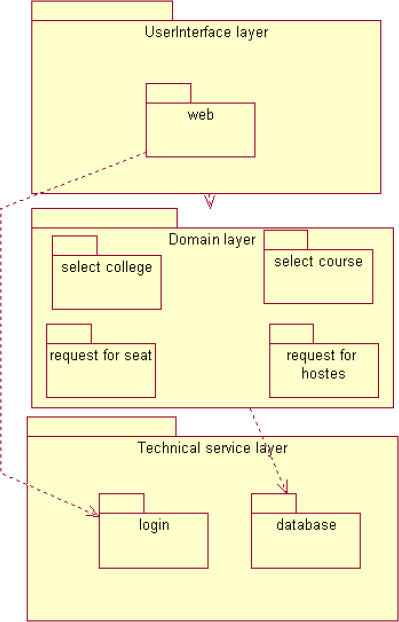 UserInterface layer
web
Domain layer
select college
select course
request for seat
request for
hostes
Technical service layer
login
database